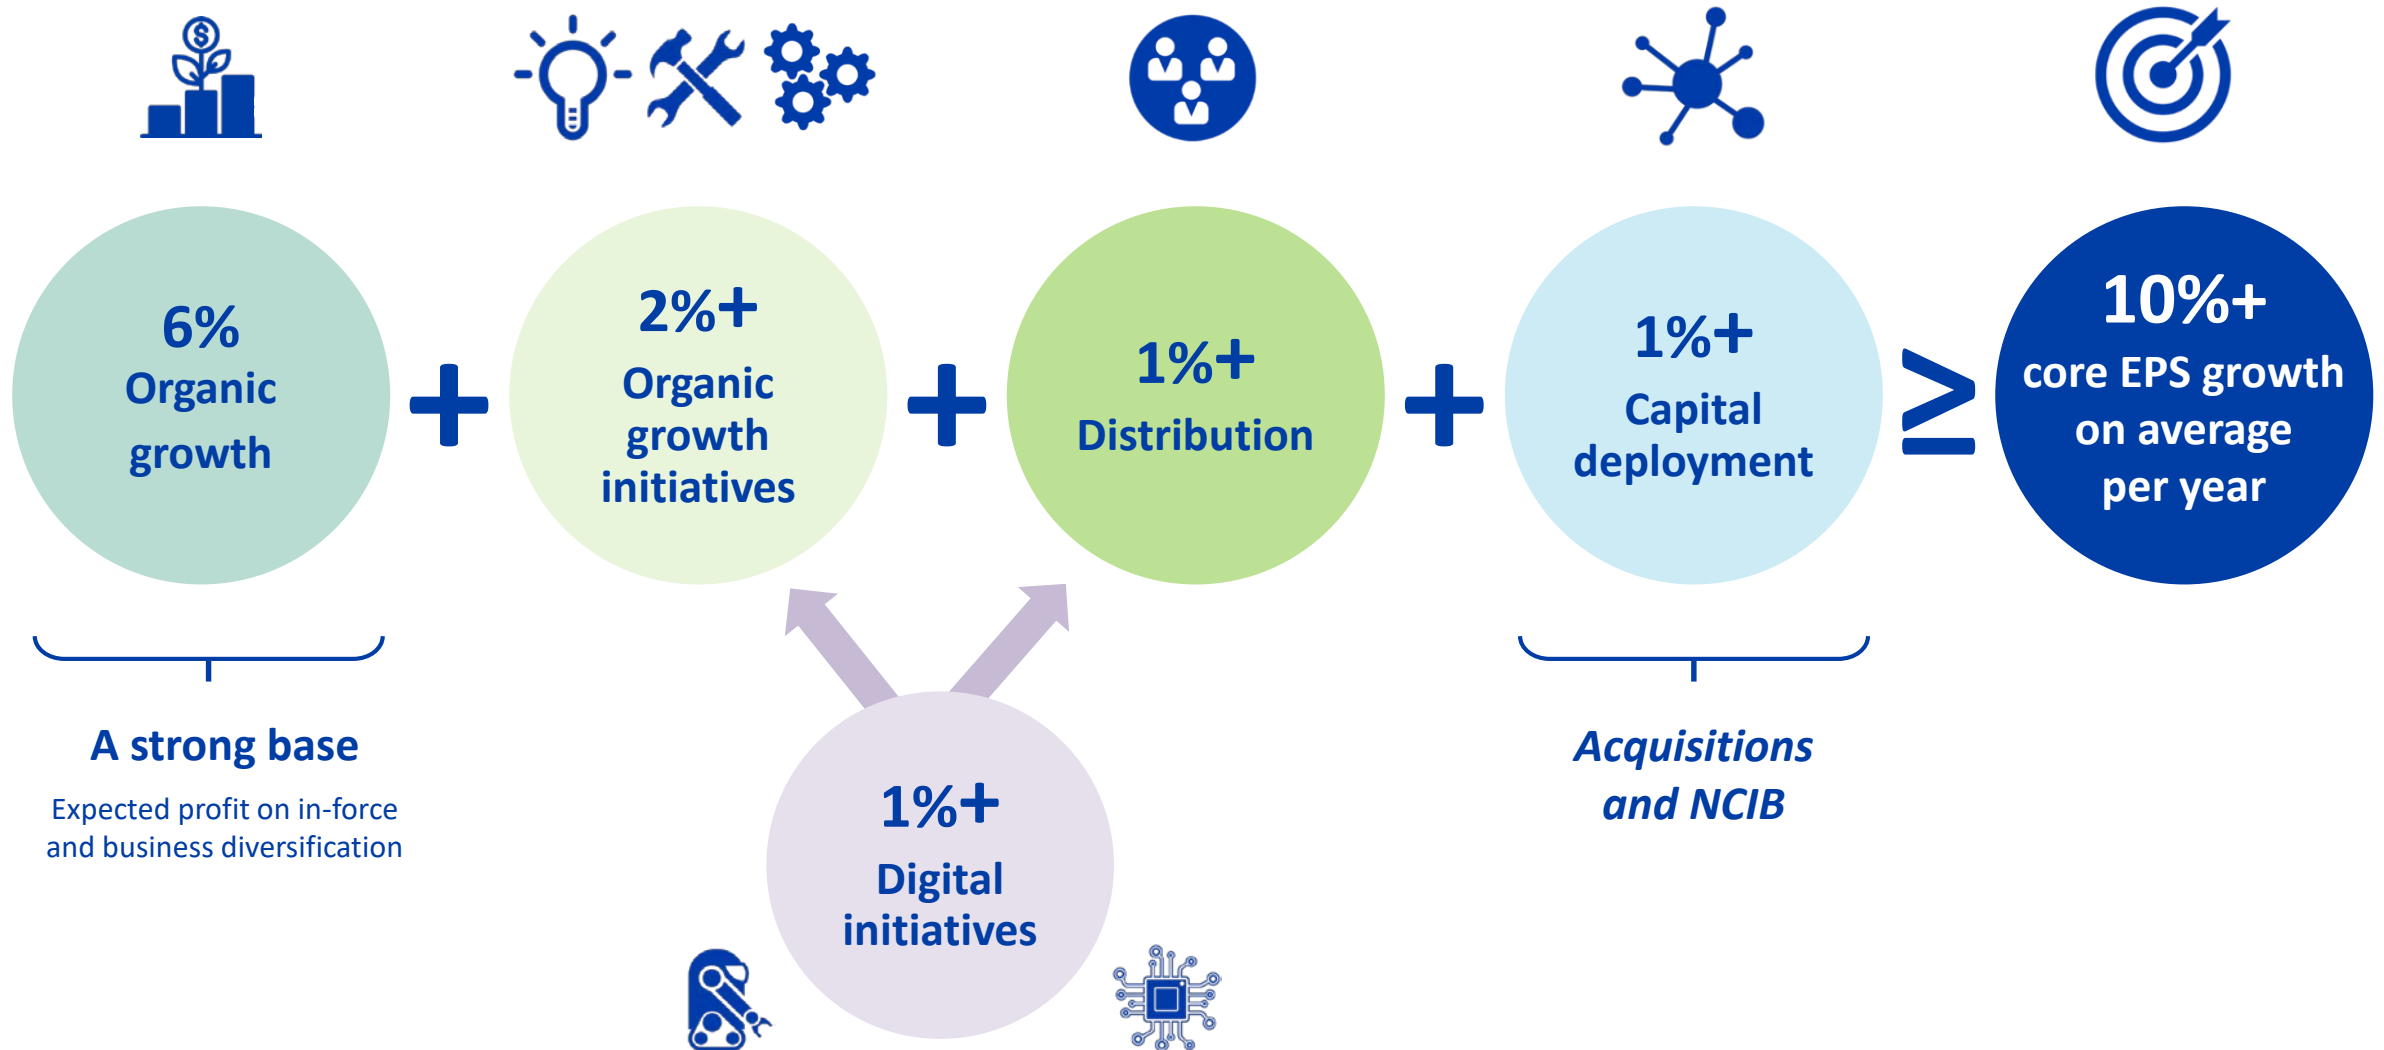 6%
Organic
growth
+
2%+
Organic
growth
initiatives
+
1%+
Distribution
+
1%+
Capital
deployment
≥
10%+
core EPS growth
on average
per year
A strong base
Expected profit on in-force
and business diversification
1%+
Digital
initiatives
Acquisitions
and NCIB
$